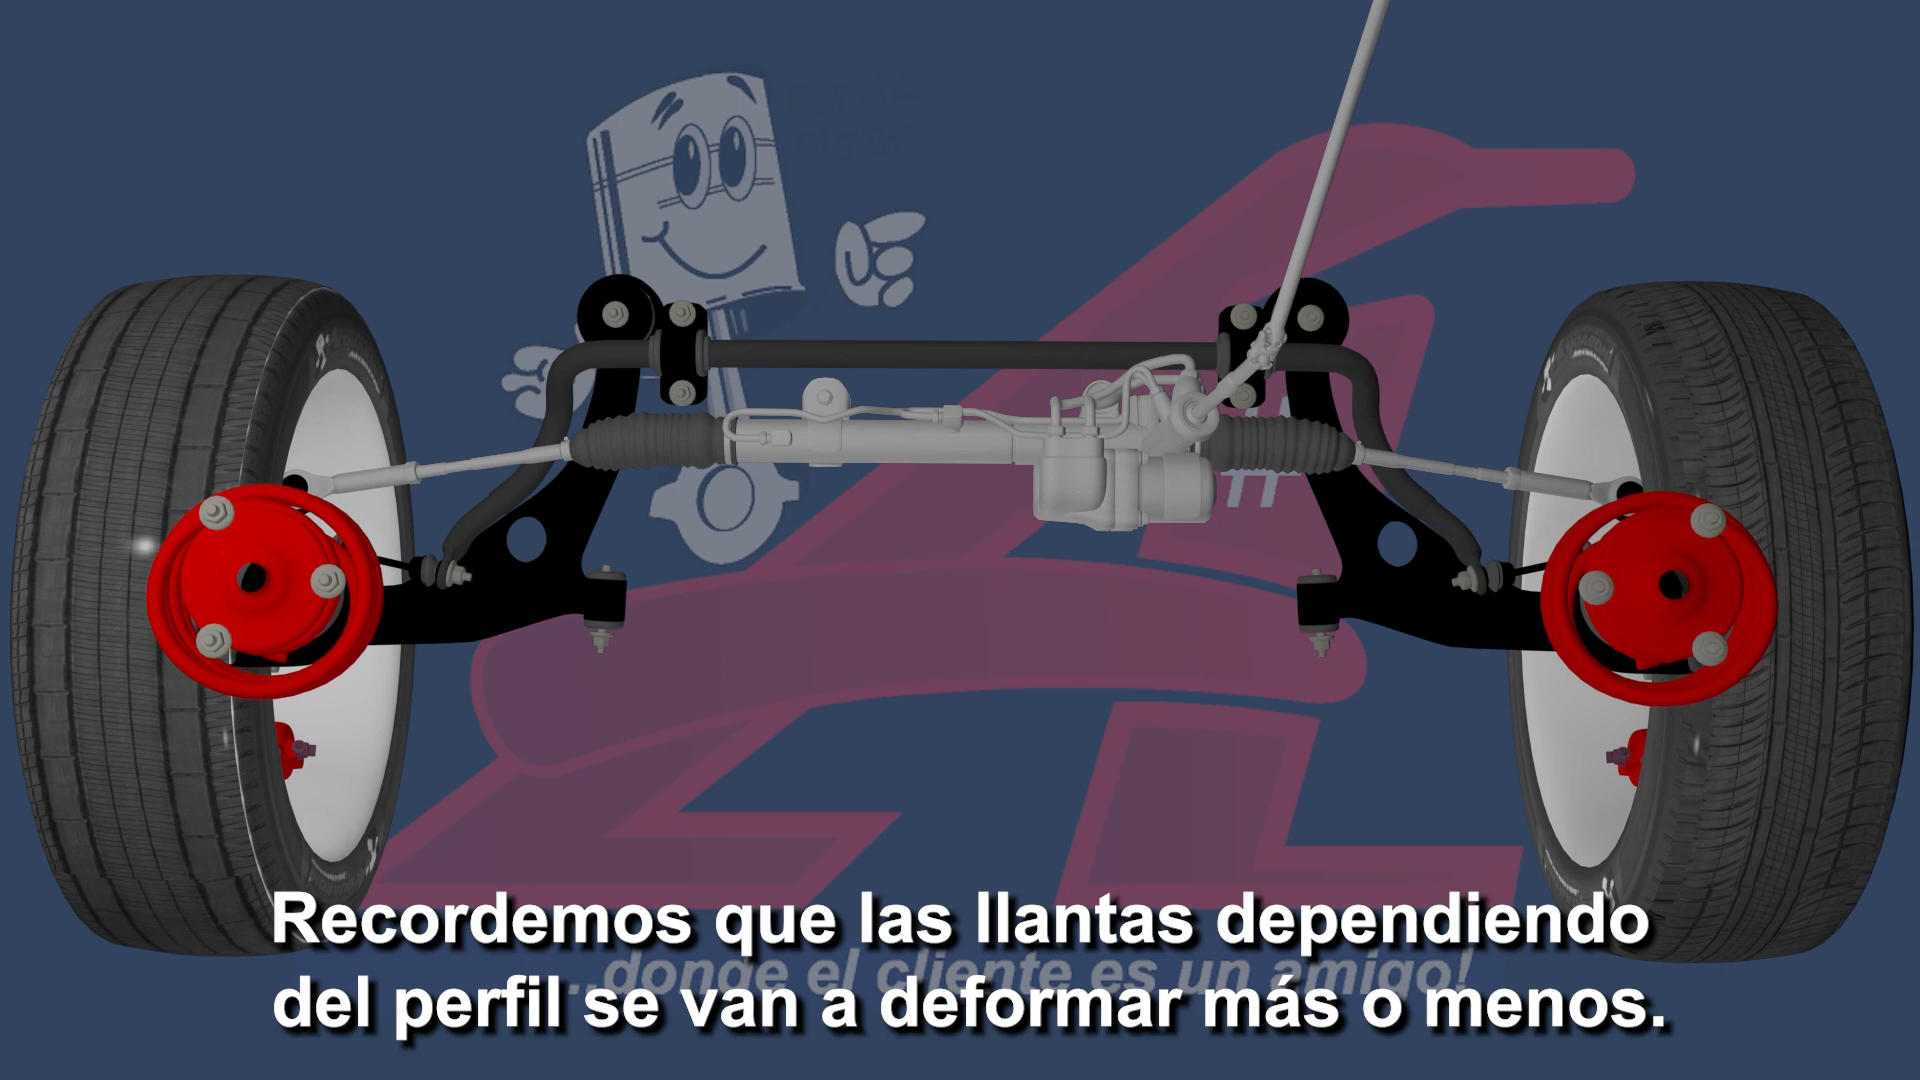 Recordemos que las llantas dependiendo
del perfil se van a deformar más o menos.
...donde el cliente es un amigo!